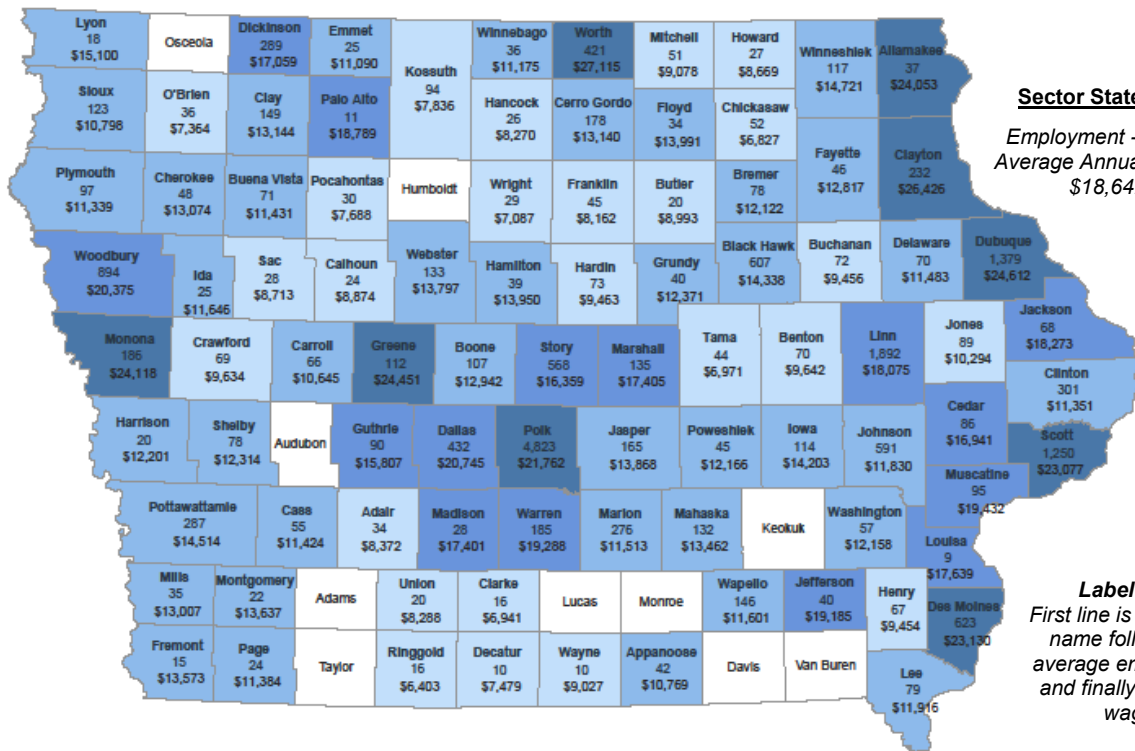 Lyon
18
$15,100
Osceola
Dickinson
289
$17,059
Emmet
25
$11,090
Kossuth
94
$7,836
Winnebago
36
$11,175
Worth
421
$27,115
Mitchell
51
$9,078
Howard
27
$8,669
Winneshiek
117
$14,721
Allamakee
37
$24,053
Sioux
123
$10,798
O'Brien
36
$7,364
Clay
149
$13,144
Palo Alto
11
$18,789
Hancock
26
$8,270
Cerro Gordo
178
$13,140
Floyd
34
$13,991
Chickasaw
52
$6,827
Fayette
46
$12,817
Clayton
232
$26,426
Plymouth
97
$11,339
Cherokee
48
$13,074
Buena Vista
71
$11,431
Pocahontas
30
$7,688
Humboldt
Wright
29
$7,087
Franklin
45
$8,162
Butler
20
$8,993
Bremer
78
$12,122
Woodbury
894
$20,375
Ida
25
$11,646
Sac
28
$8,713
Calhoun
24
$8,874
Webster
133
$13,797
Hamilton
39
$13,950
Hardin
73
$9,463
Grundy
40
$12,371
Black Hawk
607
$14,338
Buchanan
72
$9,456
Delaware
70
$11,483
Dubuque
1,379
$24,612
Monona
186
$24,118
Crawford
69
$9,634
Carroll
66
$10,645
Greene
112
$24,451
Boone
107
$12,942
Story
568
$16,359
Marshall
135
$17,405
Tama
44
$6,971
Benton
70
$9,642
Linn
1,892
$18,075
Jones
89
$10,294
Jackson
68
$18,273
Clinton
301
$11,351
Harrison
20
$12,201
Shelby
78
$12,314
Audubon
Guthrie
90
$15,807
Dallas
432
$20,745
Polk
4,823
$21,762
Jasper
165
$13,868
Poweshiek
45
$12,166
Iowa
114
$14,203
Johnson
591
$11,830
Cedar
86
$16,941
Scott
1,250
$23,077
Muscatine
95
$19,432
Pottawattamie
287
$14,514
Cass
55
$11,424
Adair
34
$8,372
Madison
28
$17,401
Warren
185
$19,288
Marion
276
$11,513
Mahaska
132
$13,462
Keokuk
Washington
57
$12,158
Louisa
9
$17,639
Mills
35
$13,007
Montgomery
22
$13,637
Adams
Union
20
$8,288
Clarke
16
$6,941
Lucas
Monroe
Wapello
146
$11,601
Jefferson
40
$19,185
Henry
67
$9,454
Des Moines
623
$23,130
Fremont
15
$13,573
Page
24
$11,384
Taylor
Ringgold
16
$6,403
Decatur
10
$7,479
Wayne
10
$9,027
Appanoose
42
$10,769
Davis
Van Buren
Lee
79
$11,916
Sector State
Employment -
Average Annua
$18,64
Label
First line is
name foll
average en
and finally
wag